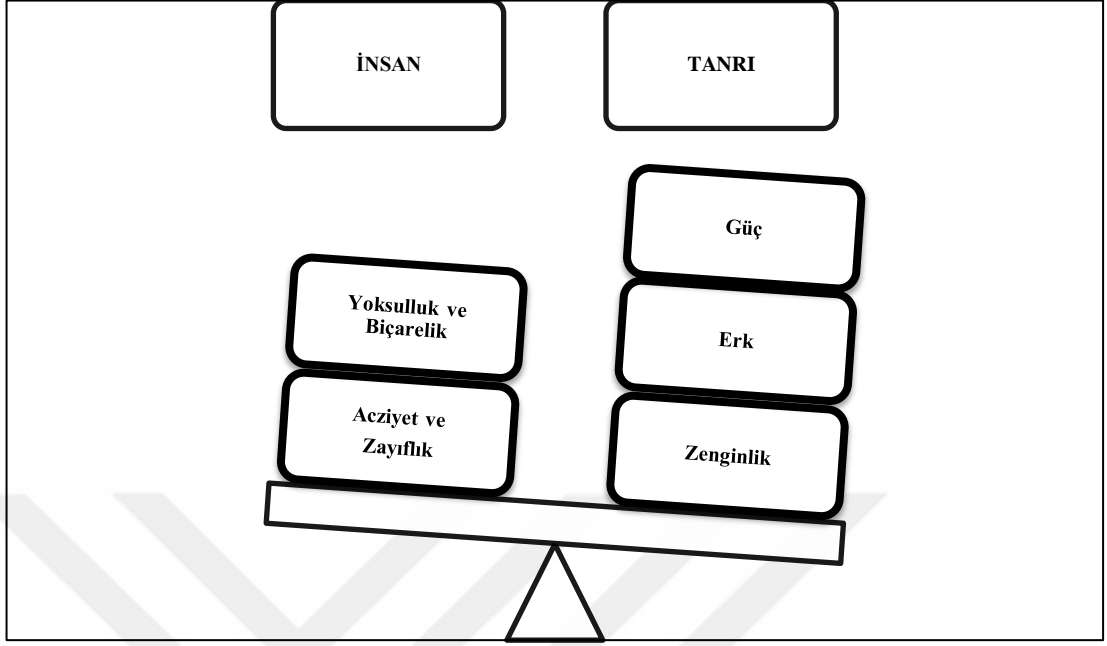 İNSAN
TANRI
Güç
Yoksulluk ve
Biçarelik
Erk
Acziyet ve
Zayıflık
Zenginlik